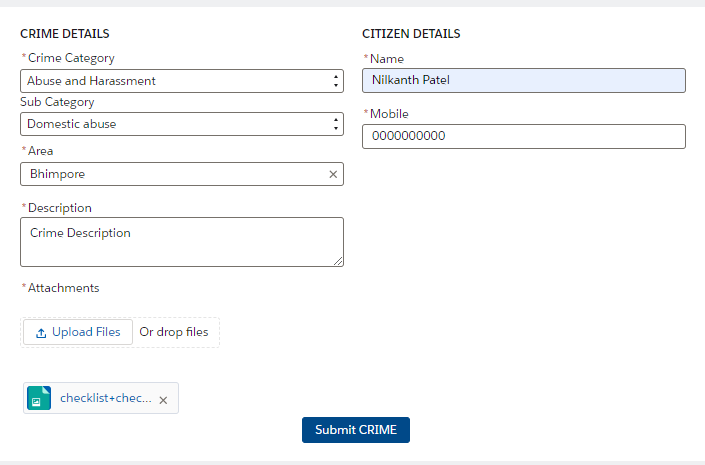 CRIME DETAILS
*Crime Category
Abuse and Harassment
Sub Category
Domestic abuse
*Area
Bhimpore
*Description
Crime Description
*Attachments
Upload Files Or drop files
checklist+chec...
CITIZEN DETAILS
*Name
Nilkanth Patel
*Mobile
0000000000
Submit CRIME